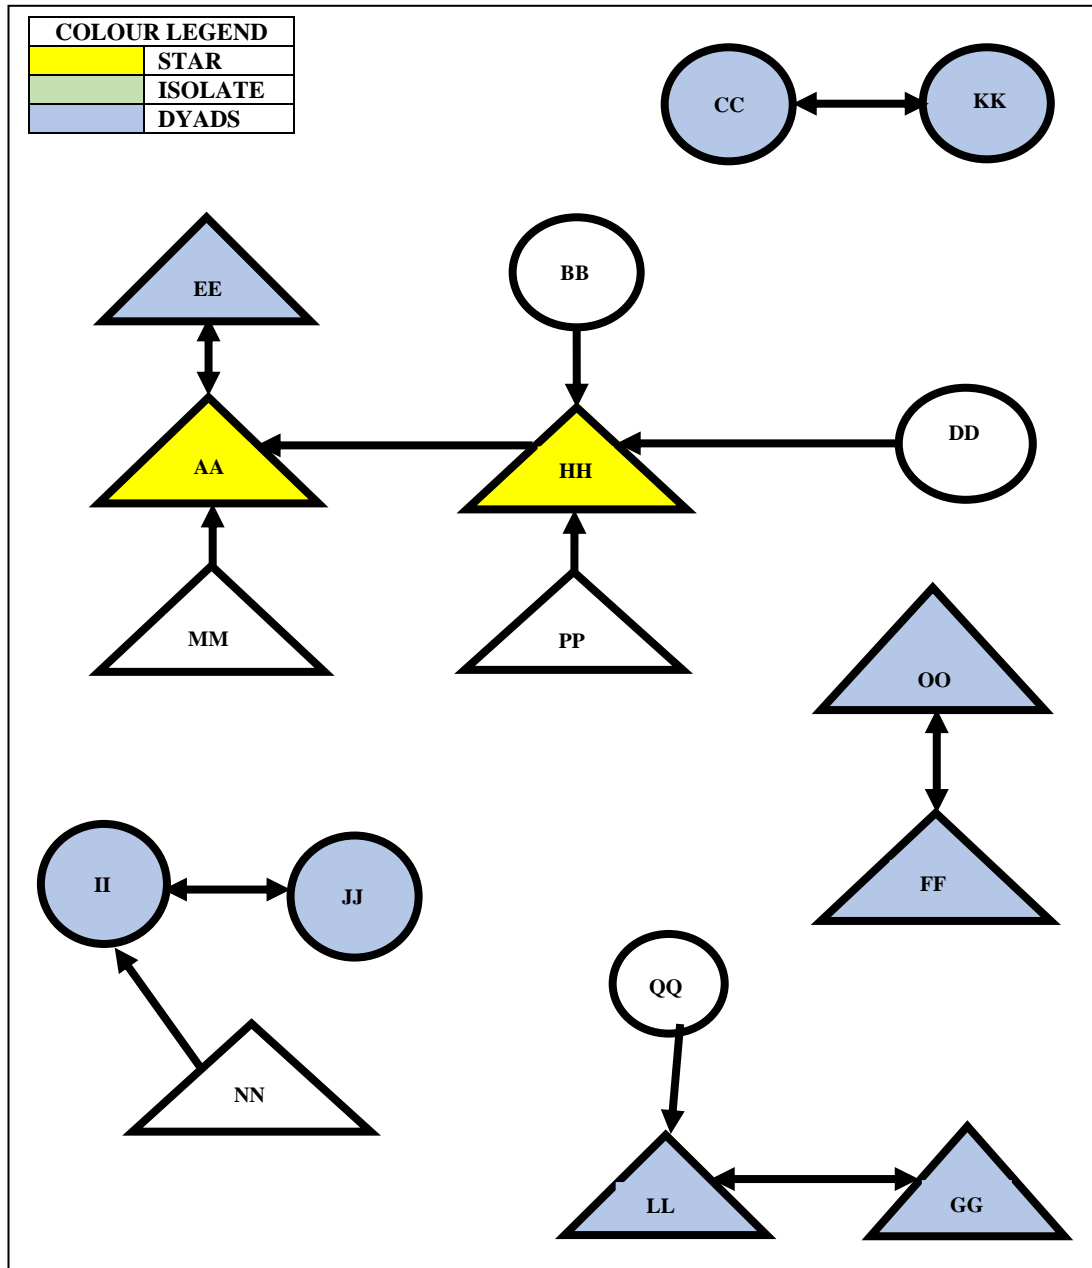 COLOUR LEGEND
STAR
ISOLATE
DYADS
CC
KK
BB
EE
DD
AA
HH
MM
PP
OO
II
JJ
FF
QQ
NN
LL
GG